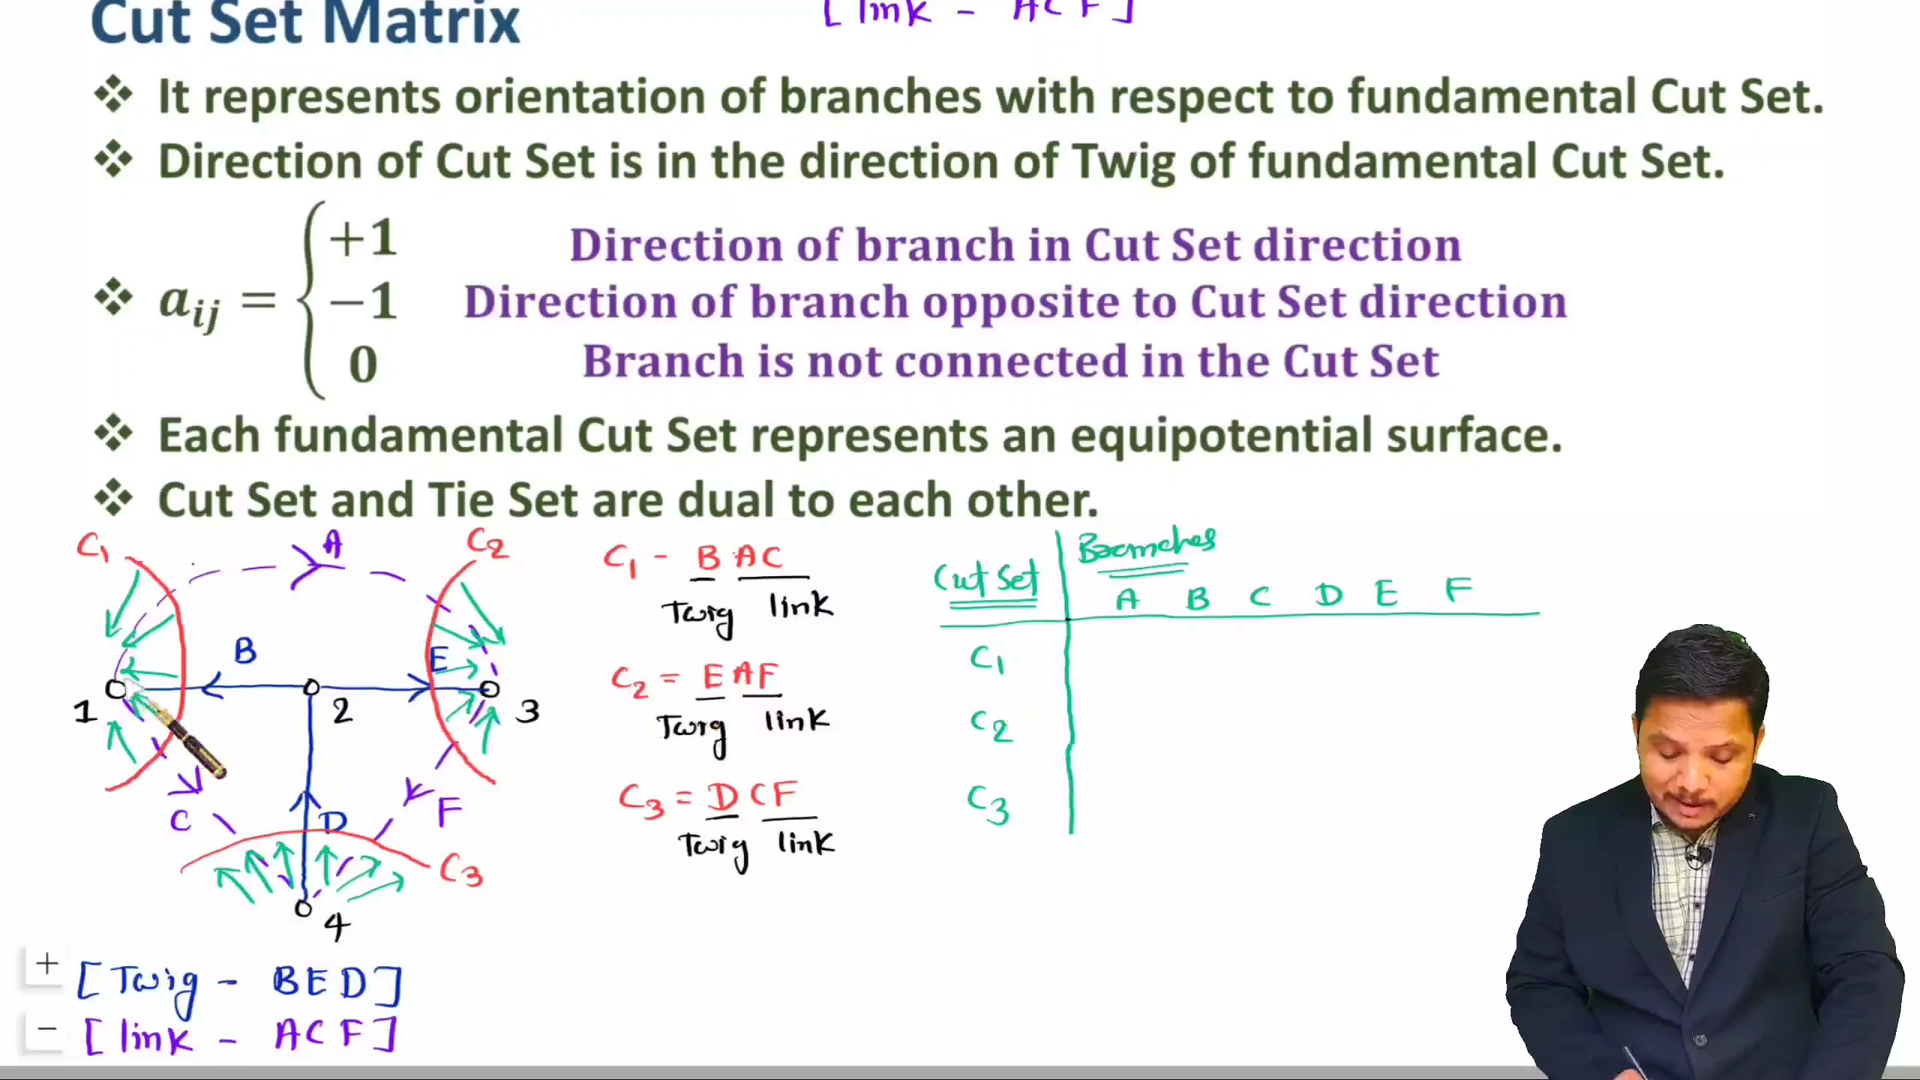 Cut Set Matrix
[link - ACF]
❖ It represents orientation of branches with respect to fundamental Cut Set.
❖ Direction of Cut Set is in the direction of Twig of fundamental Cut Set.
+1 Direction of branch in Cut Set direction
❖ aij = { −1 Direction of branch opposite to Cut Set direction
0 Branch is not connected in the Cut Set
❖ Each fundamental Cut Set represents an equipotential surface.
❖ Cut Set and Tie Set are dual to each other.
C1 A C2
B E
1 2 3
C D F
C3
4
C1 - B AC
Twig link
C2 = E AF
Twig link
C3 = D CF
Twig link
Cut Set Branches
A B C D E F
C1
C2
C3
+ [Twig - BED]
− [link - ACF]